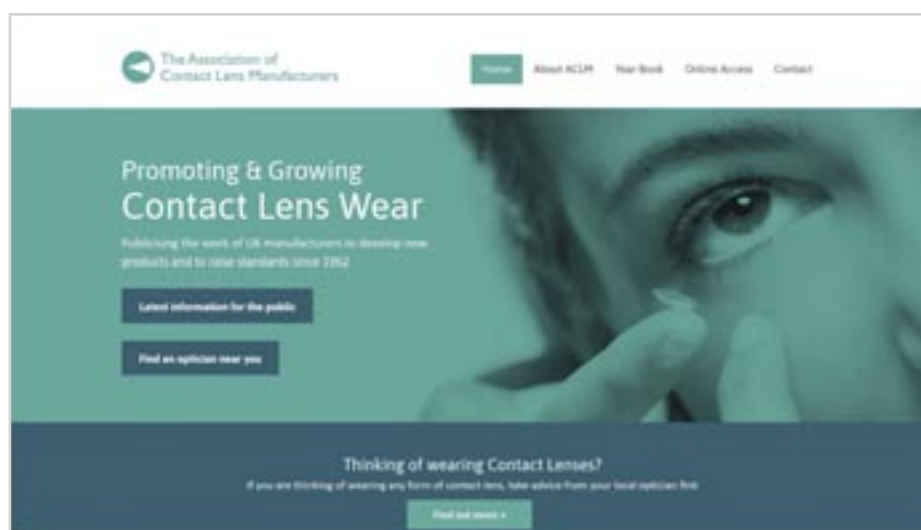 The Association of
Contact Lens Manufacturers
Home
About ACLM
Year Book
Online Access
Contact
Promoting & Growing
Contact Lens Wear
Publicising the work of UK manufacturers to develop new
products and to raise standards since 1962
Latest information for the public
Find an optician near you
Thinking of wearing Contact Lenses?
If you are thinking of wearing any form of contact lens, take advice from your local optician first
Find out more »